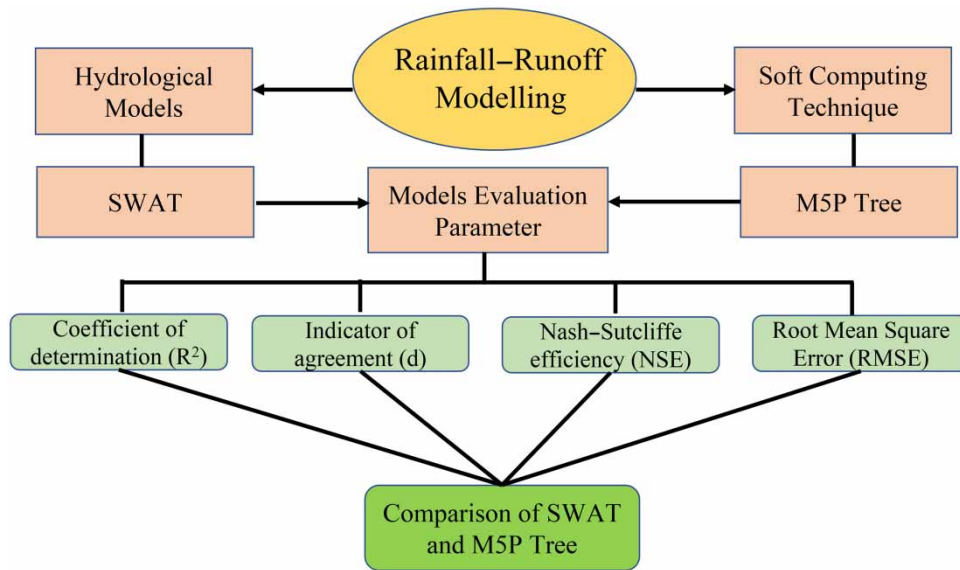 Rainfall–Runoff
Modelling
Hydrological
Models
Soft Computing
Technique
SWAT
Models Evaluation
Parameter
M5P Tree
Coefficient of
determination (R²)
Indicator of
agreement (d)
Nash–Sutcliffe
efficiency (NSE)
Root Mean Square
Error (RMSE)
Comparison of SWAT
and M5P Tree